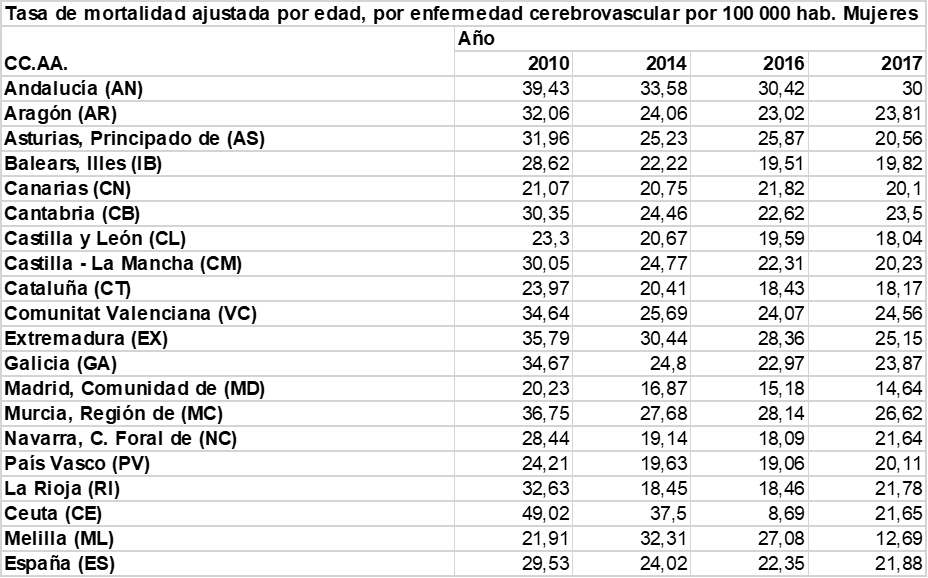 Tasa de mortalidad ajustada por edad, por enfermedad cerebrovascular por 100 000 hab. Mujeres
Año
CC.AA. 2010 2014 2016 2017
Andalucía (AN) 39,43 33,58 30,42 30
Aragón (AR) 32,06 24,06 23,02 23,81
Asturias, Principado de (AS) 31,96 25,23 25,87 20,56
Balears, Illes (IB) 28,62 22,22 19,51 19,82
Canarias (CN) 21,07 20,75 21,82 20,1
Cantabria (CB) 30,35 24,46 22,62 23,5
Castilla y León (CL) 23,3 20,67 19,59 18,04
Castilla - La Mancha (CM) 30,05 24,77 22,31 20,23
Cataluña (CT) 23,97 20,41 18,43 18,17
Comunitat Valenciana (VC) 34,64 25,69 24,07 24,56
Extremadura (EX) 35,79 30,44 28,36 25,15
Galicia (GA) 34,67 24,8 22,97 23,87
Madrid, Comunidad de (MD) 20,23 16,87 15,18 14,64
Murcia, Región de (MC) 36,75 27,68 28,14 26,62
Navarra, C. Foral de (NC) 28,44 19,14 18,09 21,64
País Vasco (PV) 24,21 19,63 19,06 20,11
La Rioja (RI) 32,63 18,45 18,46 21,78
Ceuta (CE) 49,02 37,5 8,69 21,65
Melilla (ML) 21,91 32,31 27,08 12,69
España (ES) 29,53 24,02 22,35 21,88